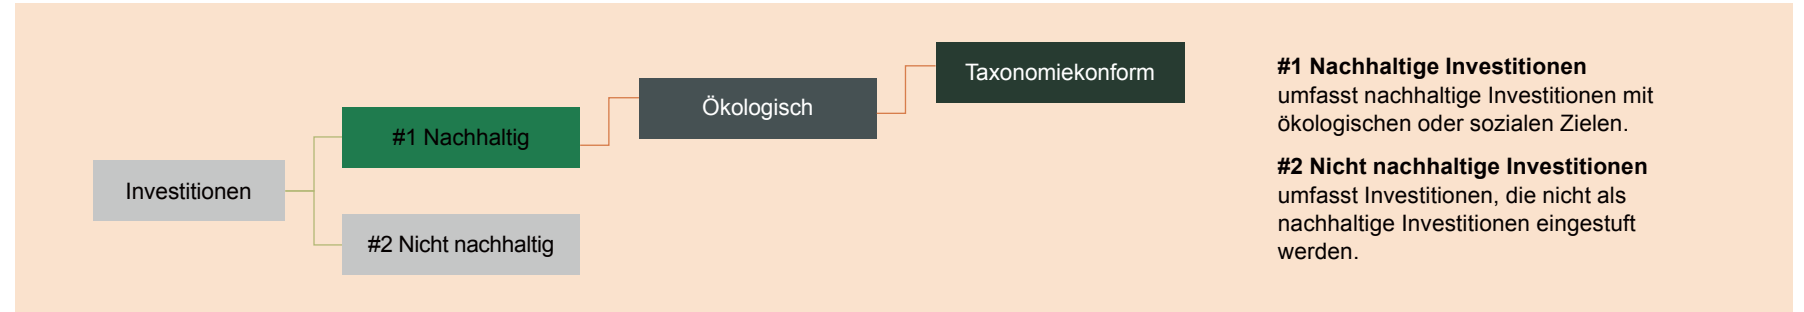 Investitionen
#1 Nachhaltig
#2 Nicht nachhaltig
Ökologisch
Taxonomiekonform
#1 Nachhaltige Investitionen
umfasst nachhaltige Investitionen mit
ökologischen oder sozialen Zielen.
#2 Nicht nachhaltige Investitionen
umfasst Investitionen, die nicht als
nachhaltige Investitionen eingestuft
werden.